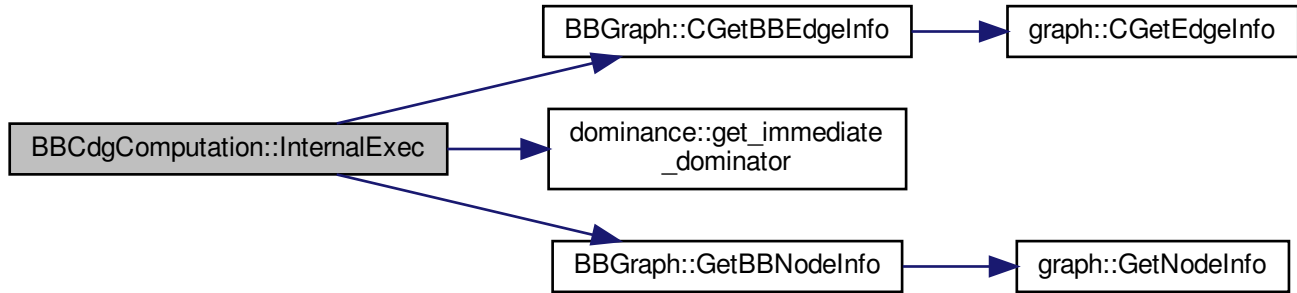 BBGraph::CGetBBEdgeInfo
graph::CGetEdgeInfo
BBCdgComputation::InternalExec
dominance::get_immediate
_dominator
BBGraph::GetBBNodeInfo
graph::GetNodeInfo